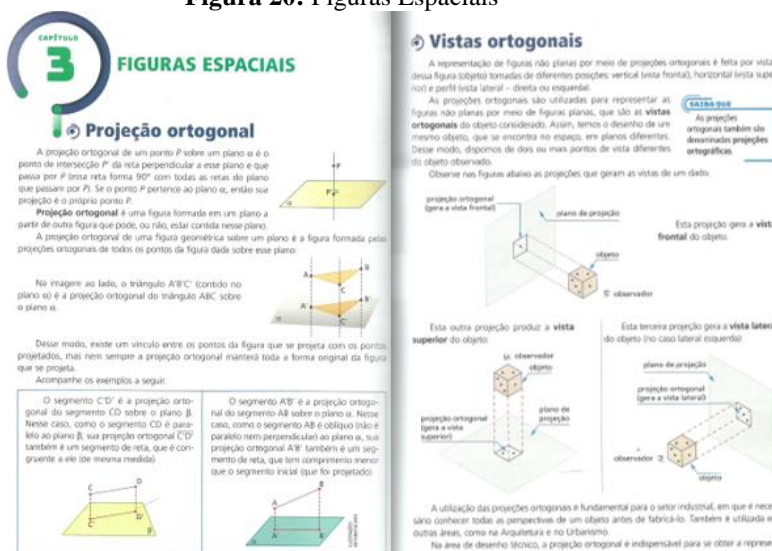 Figura 20: Figuras Espaciais
CAPÍTULO
3
FIGURAS ESPACIAIS
Projeção ortogonal
A projeção ortogonal de um ponto P sobre um plano α é o
ponto de intersecção P' da reta perpendicular a esse plano e que
passa por P (essa reta forma 90° com todas as retas do plano
que passam por P). Se o ponto P pertence ao plano α, então sua
projeção é o próprio ponto P.
Projeção ortogonal é uma figura formada em um plano a
partir de outra figura que pode, ou não, estar contida nesse plano.
A projeção ortogonal de uma figura geométrica sobre um plano é a figura formada pelas
projeções ortogonais de todos os pontos da figura dada sobre esse plano.
P
P'
α
Na imagem ao lado, o triângulo A'B'C' (contido no
plano α) é a projeção ortogonal do triângulo ABC sobre
o plano α.
A
B
C
A'
B'
C'
α
Desse modo, existe um vínculo entre os pontos da figura que se projeta com os pontos
projetados, mas nem sempre a projeção ortogonal manterá toda a forma original da figura
que se projeta.
Acompanhe os exemplos a seguir.
O segmento C'D' é a projeção orto-
gonal do segmento CD sobre o plano β.
Nesse caso, como o segmento CD é para-
lelo ao plano β, sua projeção ortogonal C'D'
também é um segmento de reta, que é con-
gruente a ele (de mesma medida).
C
D
C'
D'
β
O segmento A'B' é a projeção ortogo-
nal do segmento AB sobre o plano α. Nesse
caso, como o segmento AB é oblíquo (não é
paralelo nem perpendicular) ao plano α, sua
projeção ortogonal A'B' também é um seg-
mento de reta, que tem comprimento menor
que o segmento inicial (que foi projetado).
A
B
A'
B'
α
Vistas ortogonais
A representação de figuras não planas por meio de projeções ortogonais é feita por vista
dessa figura (objeto) tomadas de diferentes posições: vertical (vista frontal), horizontal (vista supe
rior) e perfil (vista lateral – direita ou esquerda).
As projeções ortogonais são utilizadas para representar as
figuras não planas por meio de figuras planas, que são as vistas
ortogonais do objeto considerado. Assim, temos o desenho de um
mesmo objeto, que se encontra no espaço, em planos diferentes.
Desse modo, dispomos de dois ou mais pontos de vista diferentes
do objeto observado.
SAIBA QUE
As projeções
ortogonais também são
denominadas projeções
ortográficas.
Observe nas figuras abaixo as projeções que geram as vistas de um dado.
projeção ortogonal
(gera a vista frontal)
plano de projeção
objeto
observador
Esta projeção gera a vista
frontal do objeto.
Esta outra projeção produz a vista
superior do objeto:
observador
objeto
projeção ortogonal
(gera a vista
superior)
plano de
projeção
Esta terceira projeção gera a vista lateral
do objeto (no caso lateral esquerda):
plano de projeção
projeção ortogonal
(gera a vista lateral)
observador
objeto
A utilização das projeções ortogonais é fundamental para o setor industrial, em que é nece
sário conhecer todas as perspectivas de um objeto antes de fabricá-lo. Também é utilizada e
outras áreas, como na Arquitetura e no Urbanismo.
Na área de desenho técnico, a projeção ortogonal é indispensável para se obter a represe